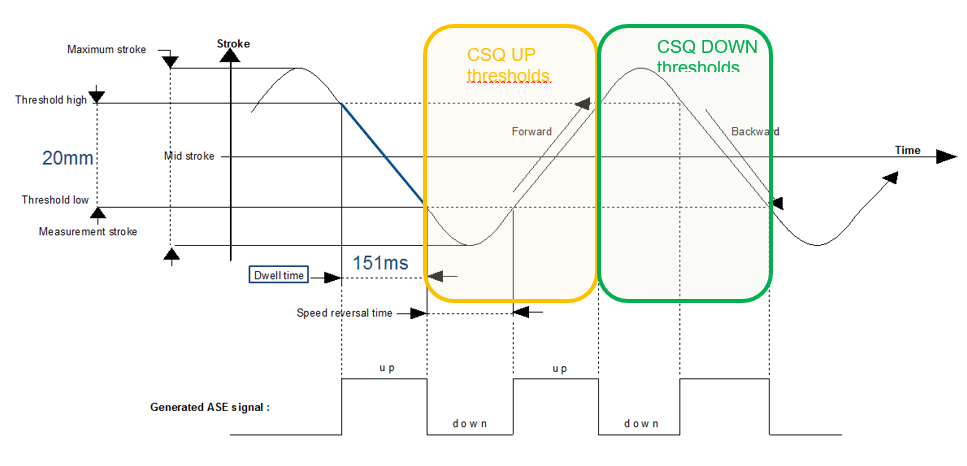 CSQ UP
thresholds
CSQ DOWN
thresholds
Stroke
Maximum stroke
Threshold high
Forward
Backward
20mm
Mid stroke
Time
Threshold low
Measurement stroke
151ms
Dwell time
Speed reversal time
up
up
Generated ASE signal :
down
down